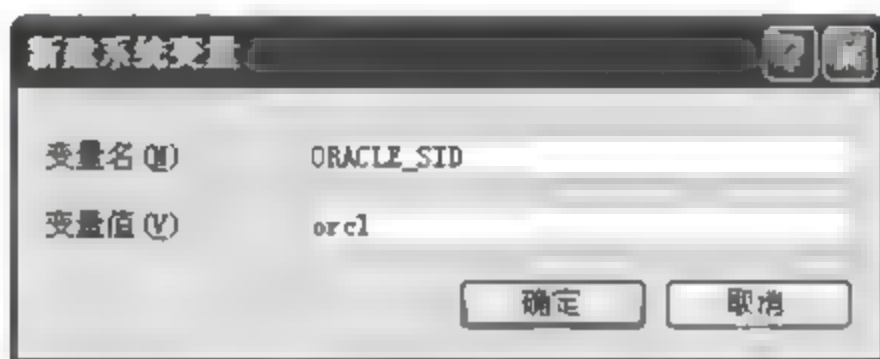 新建系统变量
变量名(N)
ORACLE_SID
变量值(V)
orcl
确定
取消